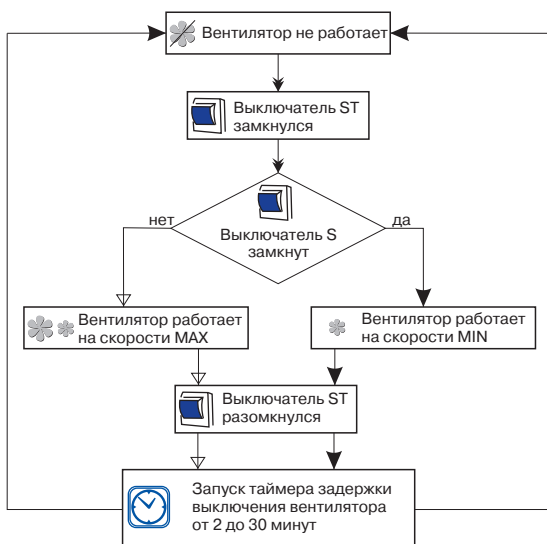 Вентилятор не работает
Выключатель ST
замкнулся
нет
да
Выключатель S
замкнут
Вентилятор работает
на скорости MAX
Вентилятор работает
на скорости MIN
Выключатель ST
разомкнулся
Запуск таймера задержки
выключения вентилятора
от 2 до 30 минут